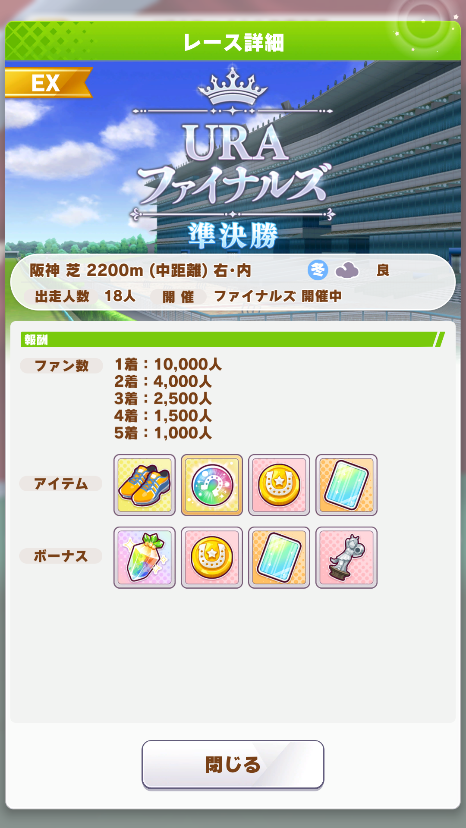 レース詳細
EX
URA
ファイナルズ
準決勝
阪神 芝 2200m (中距離) 右・内 冬 良
出走人数 18人 開催 ファイナルズ 開催中
報酬
ファン数 1着：10,000人
2着：4,000人
3着：2,500人
4着：1,500人
5着：1,000人
アイテム
ボーナス
閉じる